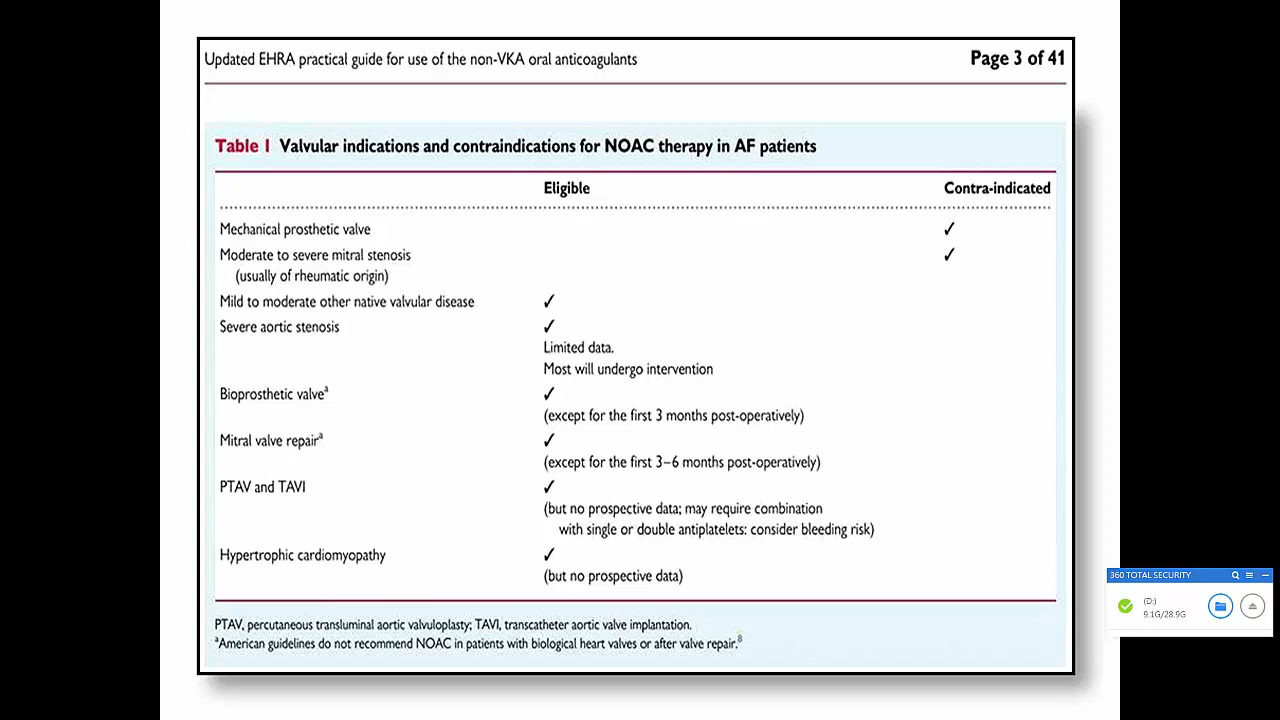 Updated EHRA practical guide for use of the non-VKA oral anticoagulants Page 3 of 41
Table 1 Valvular indications and contraindications for NOAC therapy in AF patients
Eligible Contra-indicated
Mechanical prosthetic valve ✓
Moderate to severe mitral stenosis ✓
(usually of rheumatic origin)
Mild to moderate other native valvular disease ✓
Severe aortic stenosis ✓
Limited data.
Most will undergo intervention
Bioprosthetic valveᵃ ✓
(except for the first 3 months post-operatively)
Mitral valve repairᵃ ✓
(except for the first 3–6 months post-operatively)
PTAV and TAVI ✓
(but no prospective data; may require combination
with single or double antiplatelets: consider bleeding risk)
Hypertrophic cardiomyopathy ✓
(but no prospective data)
PTAV, percutaneous transluminal aortic valvuloplasty; TAVI, transcatheter aortic valve implantation.
ᵃAmerican guidelines do not recommend NOAC in patients with biological heart valves or after valve repair.⁸
360 TOTAL SECURITY
(D:)
9.1G/28.9G